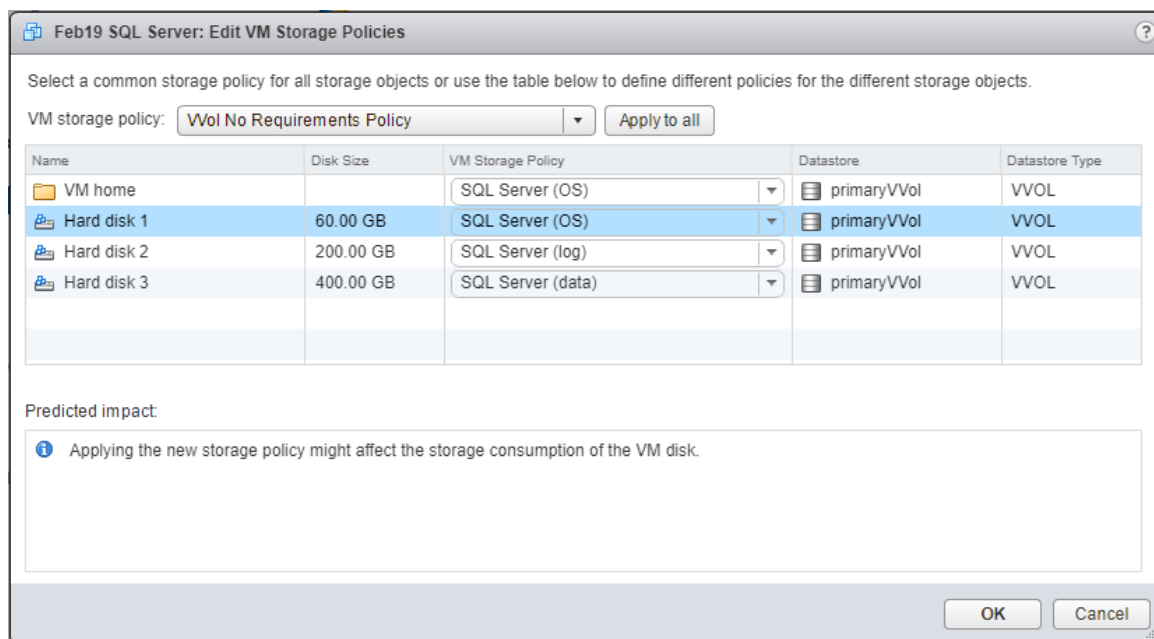 Feb19 SQL Server: Edit VM Storage Policies ?
Select a common storage policy for all storage objects or use the table below to define different policies for the different storage objects.
VM storage policy: VVol No Requirements Policy Apply to all
Name Disk Size VM Storage Policy Datastore Datastore Type
VM home SQL Server (OS) primaryVVol VVOL
Hard disk 1 60.00 GB SQL Server (OS) primaryVVol VVOL
Hard disk 2 200.00 GB SQL Server (log) primaryVVol VVOL
Hard disk 3 400.00 GB SQL Server (data) primaryVVol VVOL
Predicted impact:
Applying the new storage policy might affect the storage consumption of the VM disk.
OK Cancel